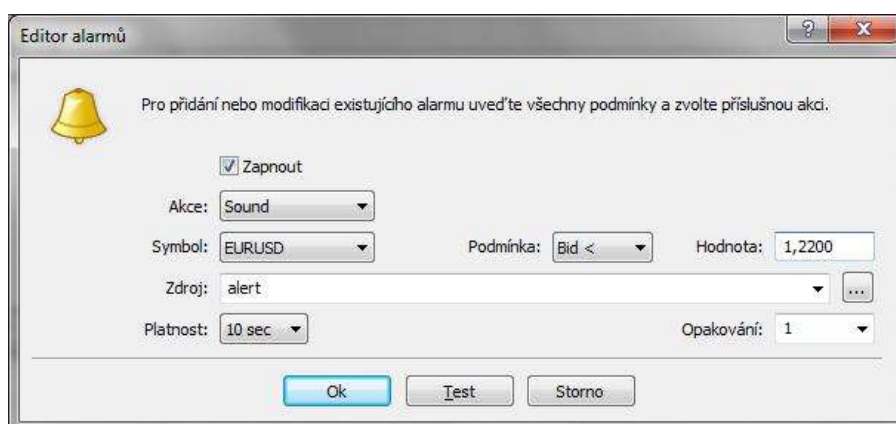 Editor alarmů
Pro přidání nebo modifikaci existujícího alarmu uveďte všechny podmínky a zvolte příslušnou akci.
Zapnout
Akce: Sound
Symbol: EURUSD Podmínka: Bid < Hodnota: 1,2200
Zdroj: alert ...
Platnost: 10 sec Opakování: 1
Ok Test Storno